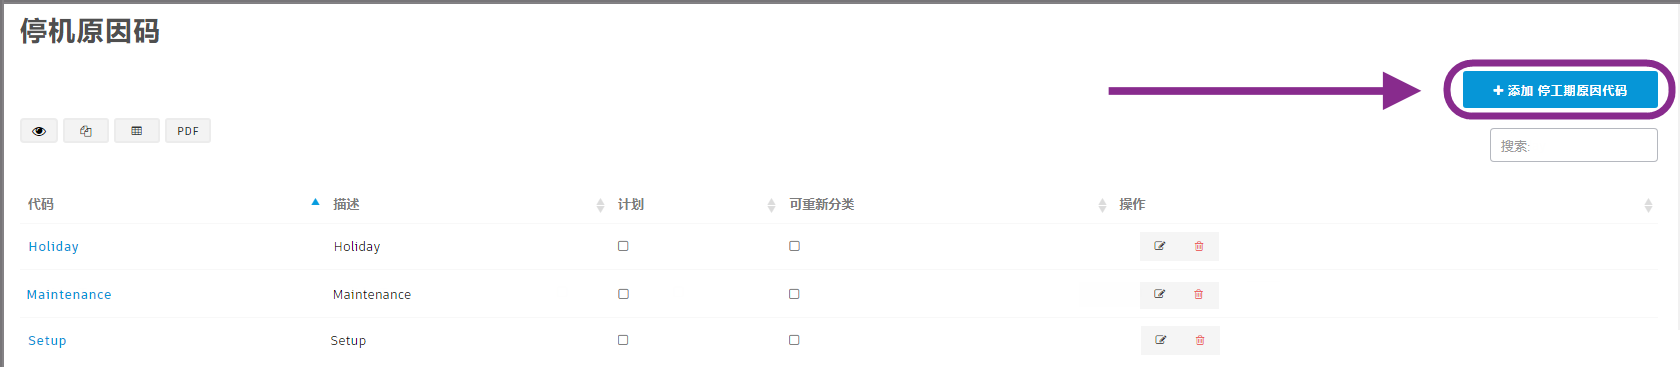 停机原因码
添加 停工期原因代码
PDF
搜索:
代码 描述 计划 可重新分类 操作
Holiday Holiday
Maintenance Maintenance
Setup Setup